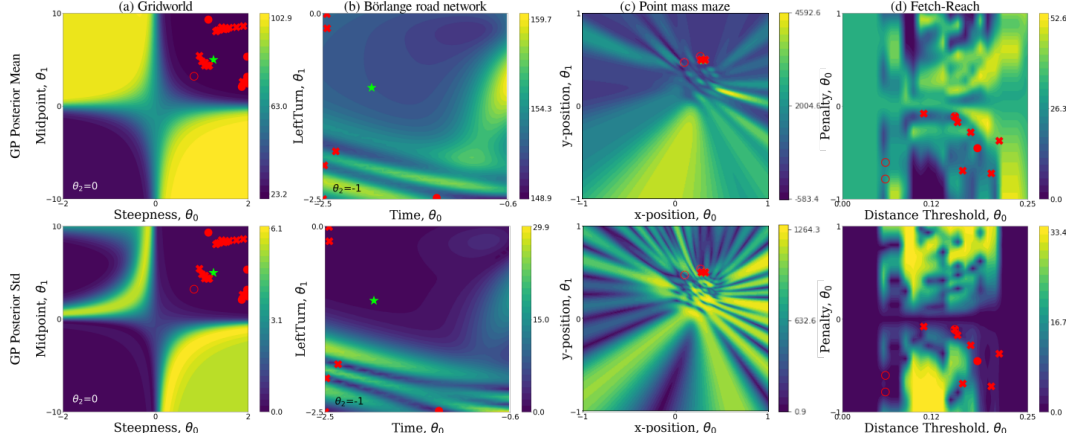 (a) Gridworld
(b) Börlange road network
(c) Point mass maze
(d) Fetch-Reach
GP Posterior Mean
Midpoint, θ1
10
0
-10
θ2=0
-2
0
2
Steepness, θ0
102.9
63.0
23.2
LeftTurn, θ1
0.0
-2.5
θ2=-1
-2.5
-0.6
Time, θ0
159.7
154.3
148.9
y-position, θ1
1
0
-1
-1
0
1
x-position, θ0
4592.6
2004.6
-583.4
Penalty, θ0
1
0
-1
0.00
0.12
0.25
Distance Threshold, θ0
52.6
26.3
0.0
GP Posterior Std
Midpoint, θ1
10
0
-10
θ2=0
-2
0
2
Steepness, θ0
6.1
3.1
0.0
LeftTurn, θ1
0.0
-2.5
θ2=-1
-2.5
-0.6
Time, θ0
29.9
15.0
0.0
y-position, θ1
1
0
-1
-1
0
1
x-position, θ0
1264.3
632.6
0.9
Penalty, θ0
1
0
-1
0.00
0.12
0.25
Distance Threshold, θ0
33.4
16.7
0.0